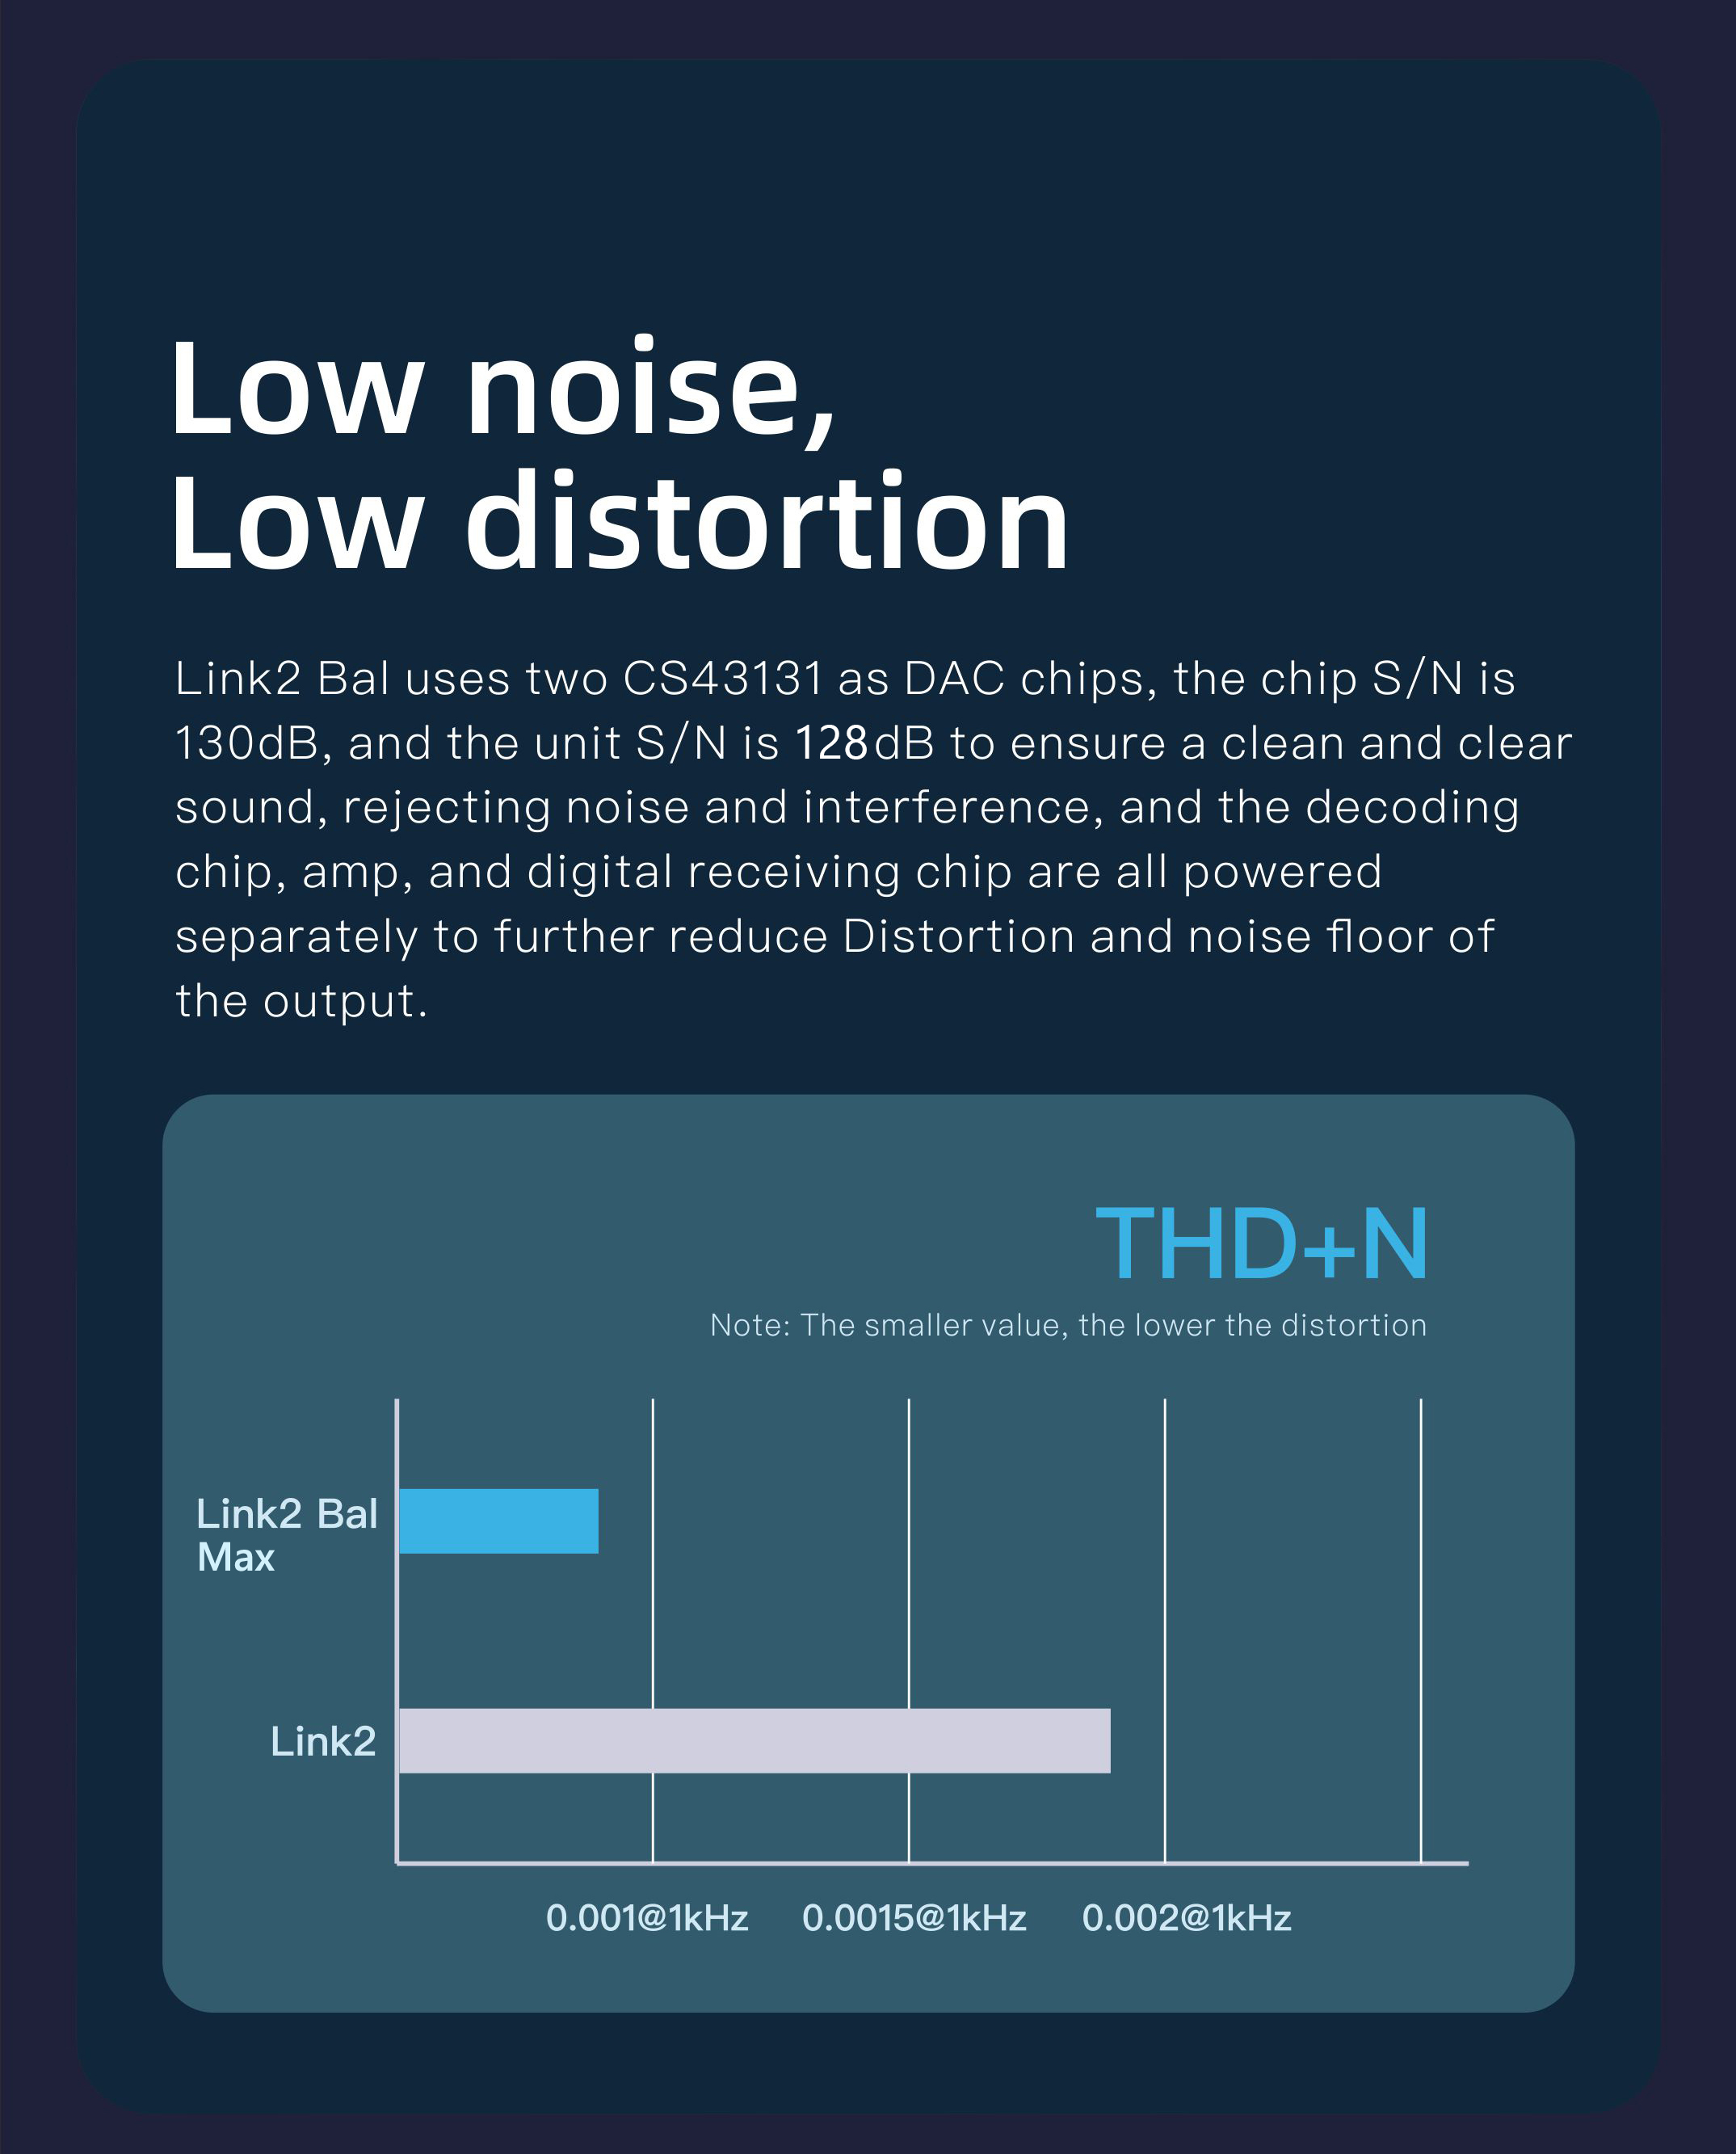 Low noise,
Low distortion
Link2 Bal uses two CS43131 as DAC chips, the chip S/N is
130dB, and the unit S/N is 128dB to ensure a clean and clear
sound, rejecting noise and interference, and the decoding
chip, amp, and digital receiving chip are all powered
separately to further reduce Distortion and noise floor of
the output.
THD+N
Note: The smaller value, the lower the distortion
Link2 Bal
Max
Link2
0.001@1kHz 0.0015@1kHz 0.002@1kHz